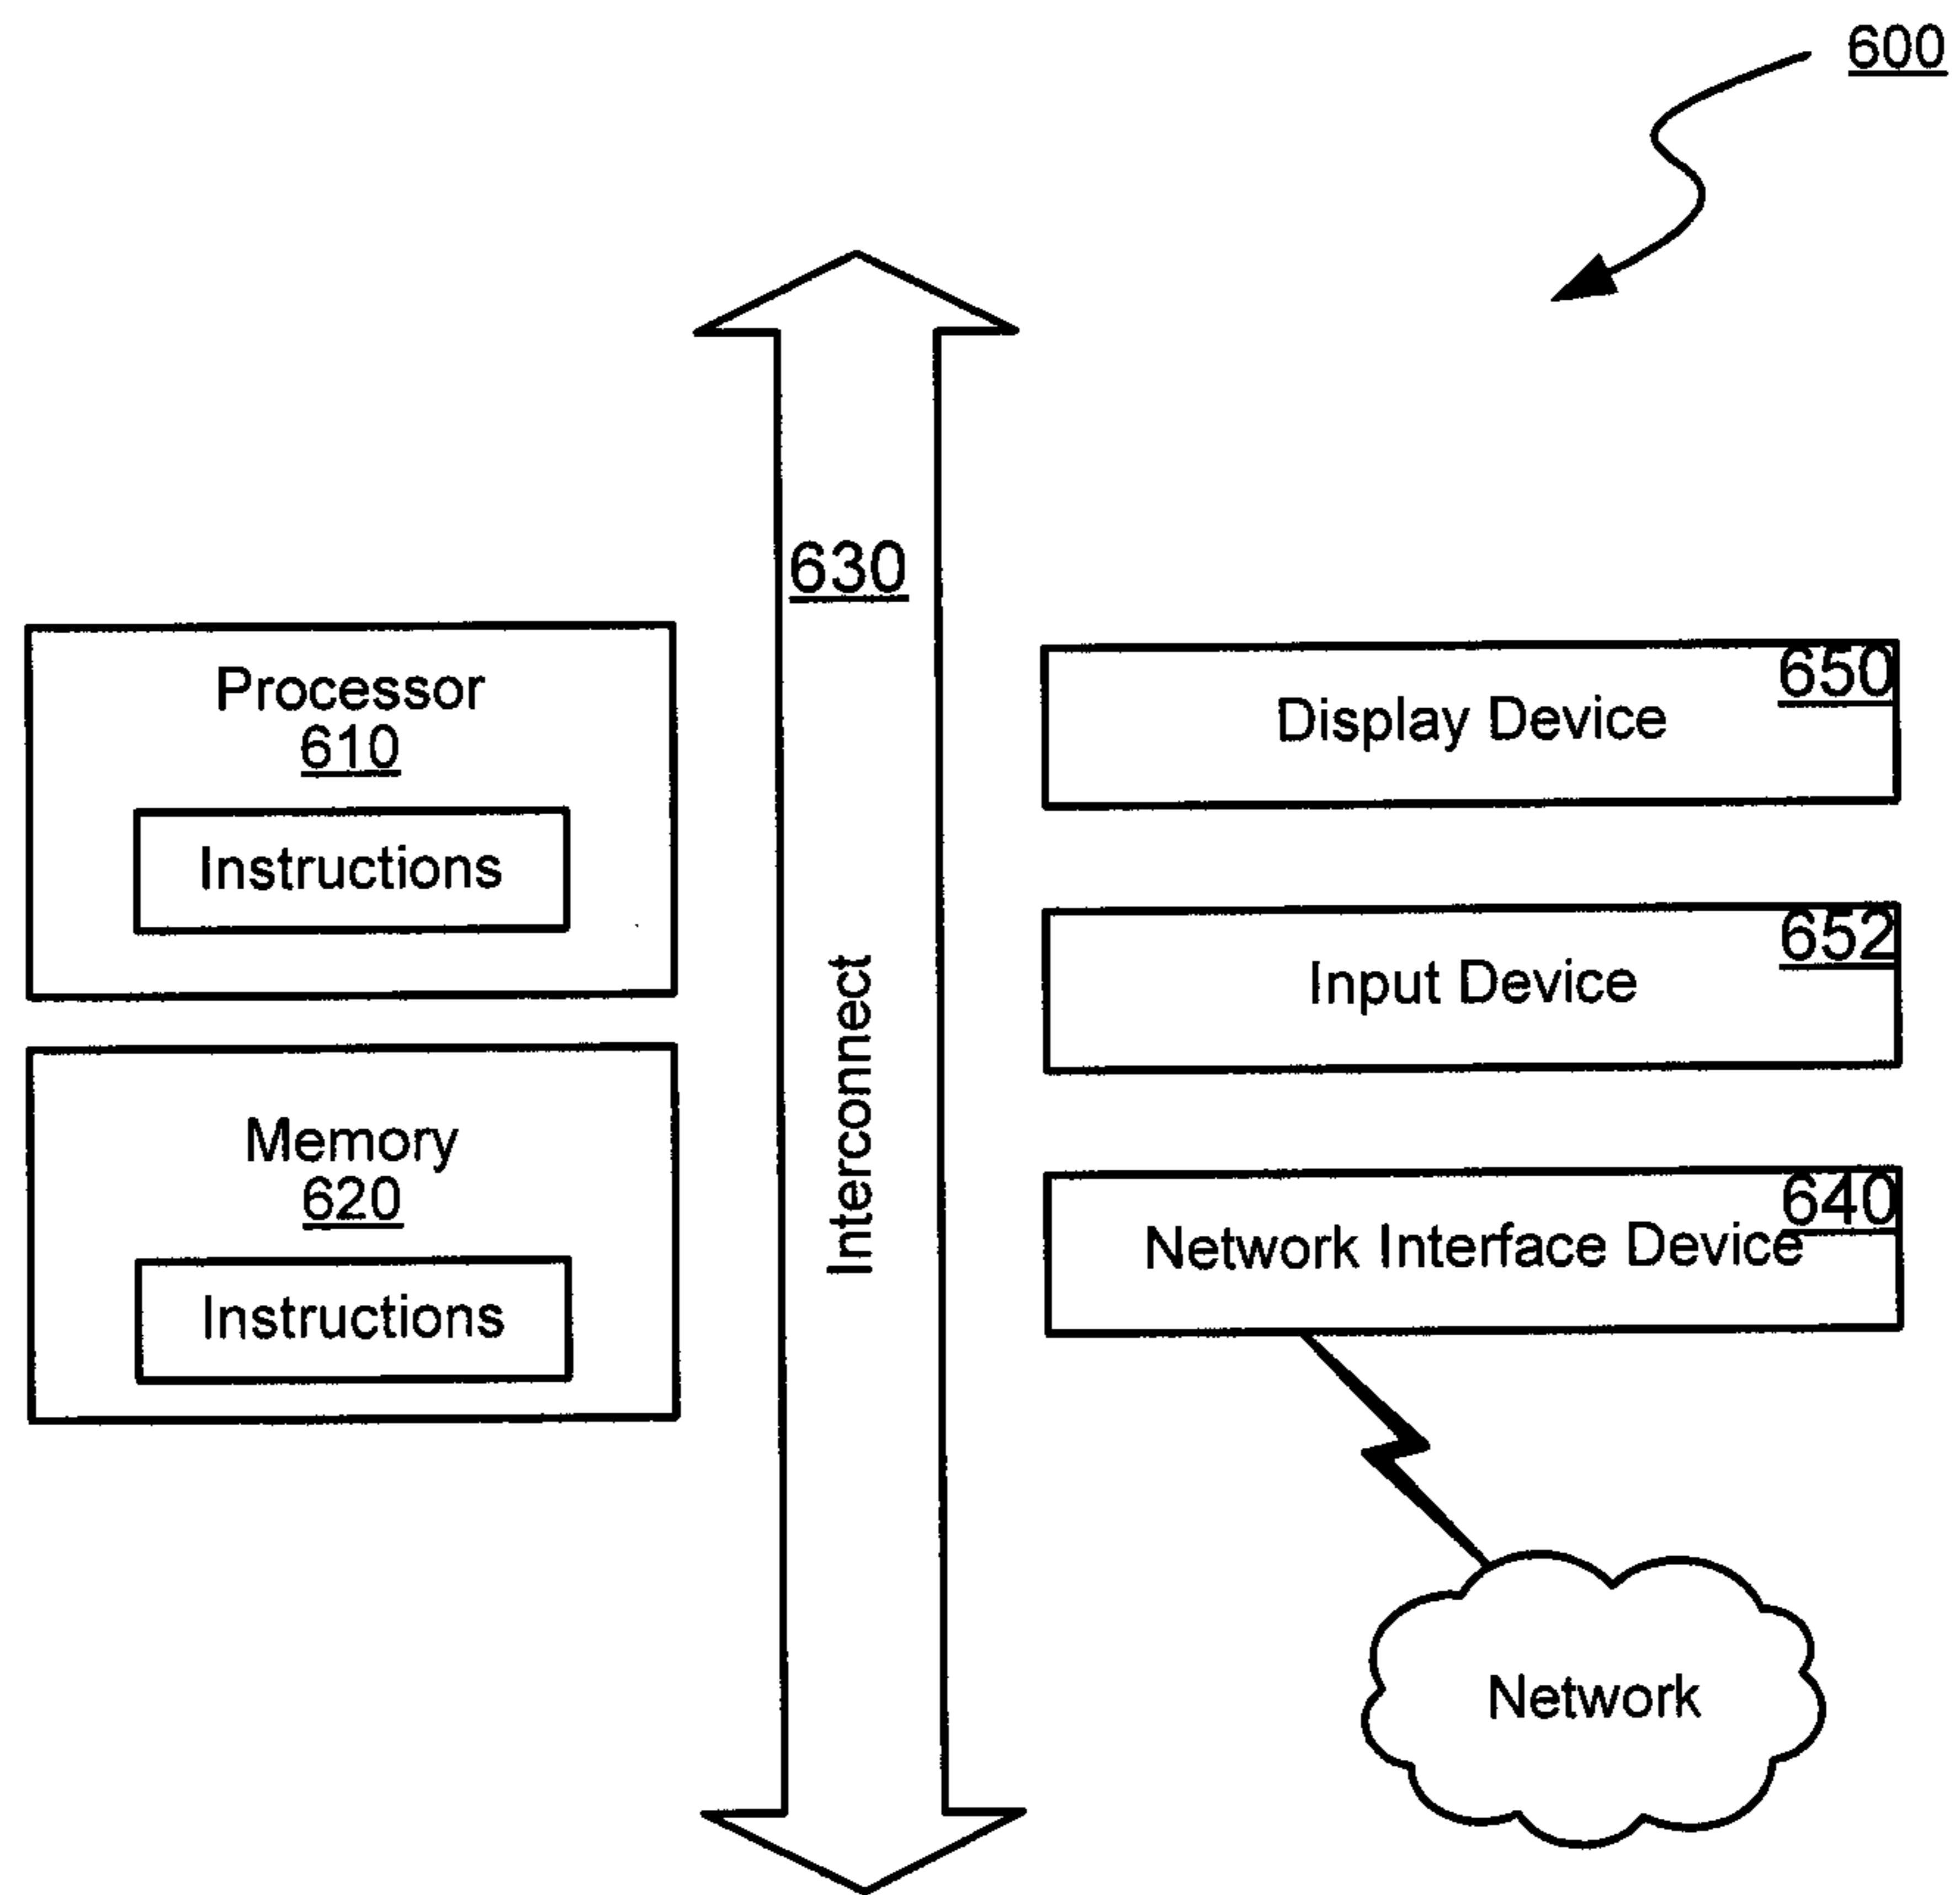 600
630
Processor
610
Instructions
Memory
620
Instructions
Interconnect
650
Display Device
652
Input Device
640
Network Interface Device
Network